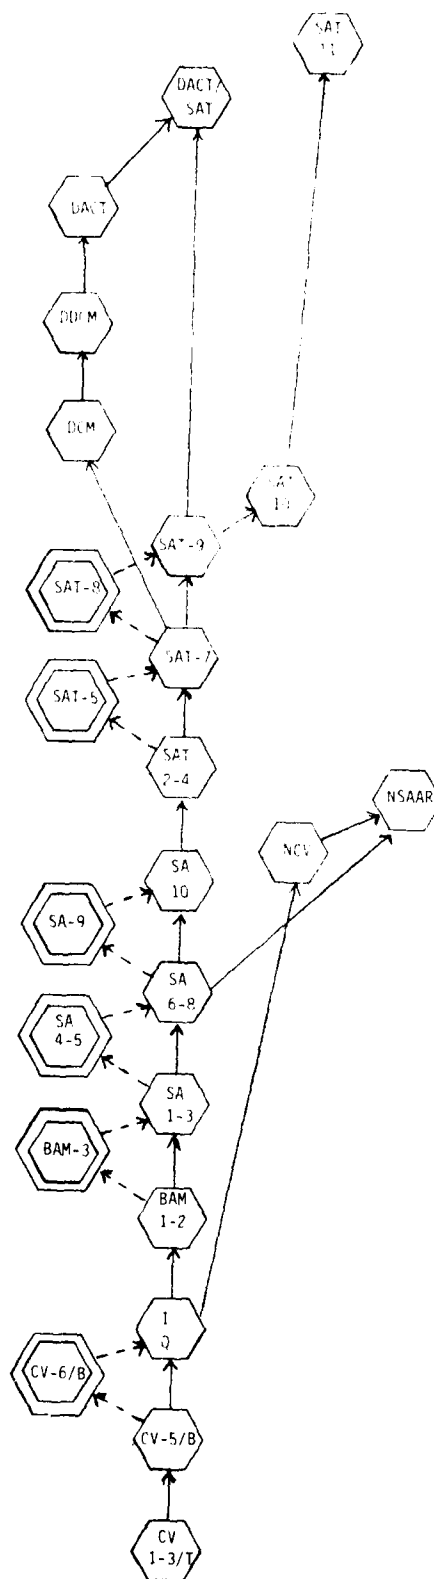 SAT
11
DACT/
SAT
DACT
DDCM
DCM
SAT
10
SAT-9
SAT-8
SAT-7
SAT-5
SAT
2-4
NSAAR
NCV
SA
10
SA-9
SA
6-8
SA
4-5
SA
1-3
BAM-3
BAM
1-2
I
Q
CV-6/B
CV-5/B
CV
1-3/T